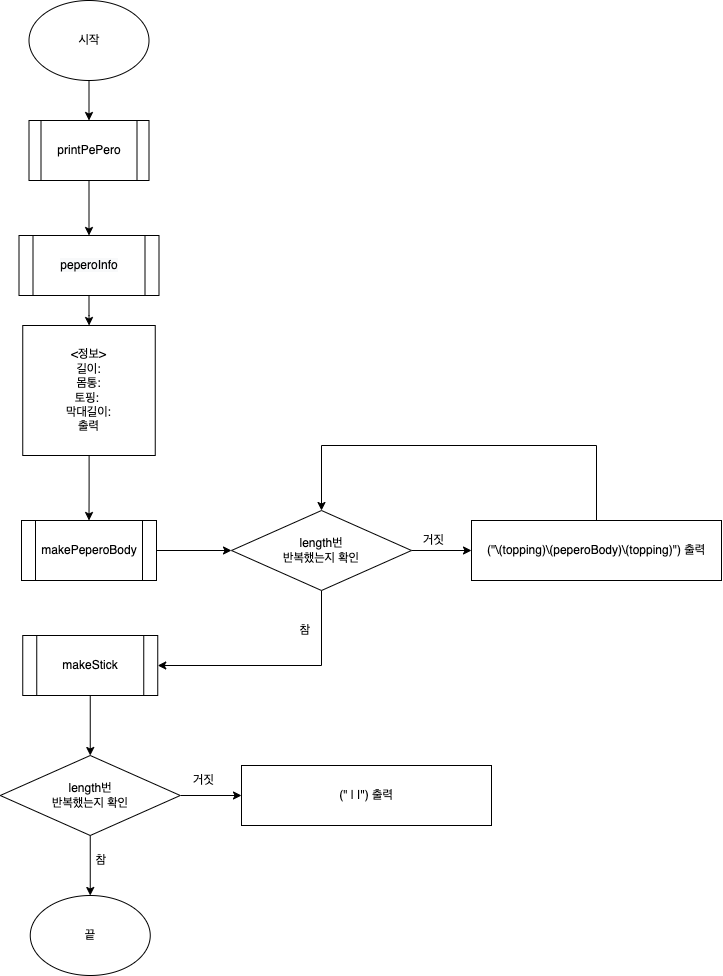 시작
printPePero
peperoInfo
<정보>
길이:
몸통:
토핑:
막대길이:
출력
makePeperoBody
length번
반복했는지 확인
거짓
("\(topping)\(peperoBody)\(topping)") 출력
참
makeStick
length번
반복했는지 확인
거짓
(" | |") 출력
참
끝